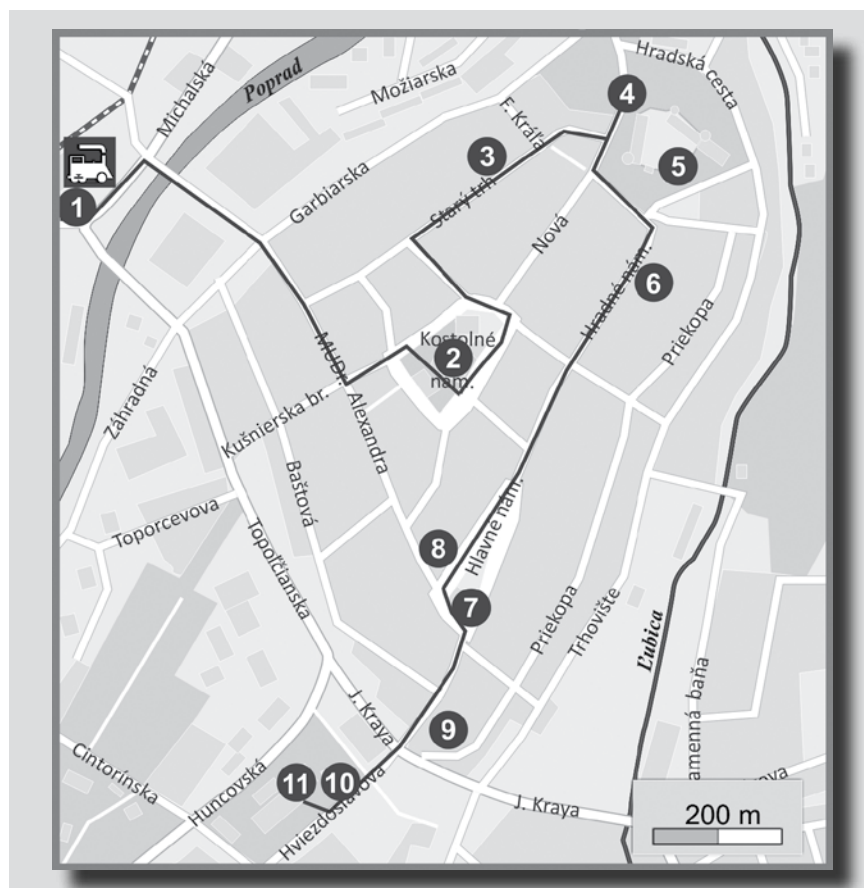 Hradská cesta
Michalská
Poprad
Možiarska
4
F. Kráľa
3
5
1
Garbiarska
Starý trh
Nová
Hradné nám.
6
Kostolné
2
nám.
Priekopa
MUDr.
Alexandra
Záhradná
Kušnierska br.
Baštová
Toporcevova
Topoľčianska
Hlavné nám.
8
7
Priekopa
Trhovište
Ľubica
J. Kraya
9
amenná baňa
Cintorínska
Huncovská
11
10
Hviezdoslavova
J. Kraya
200 m